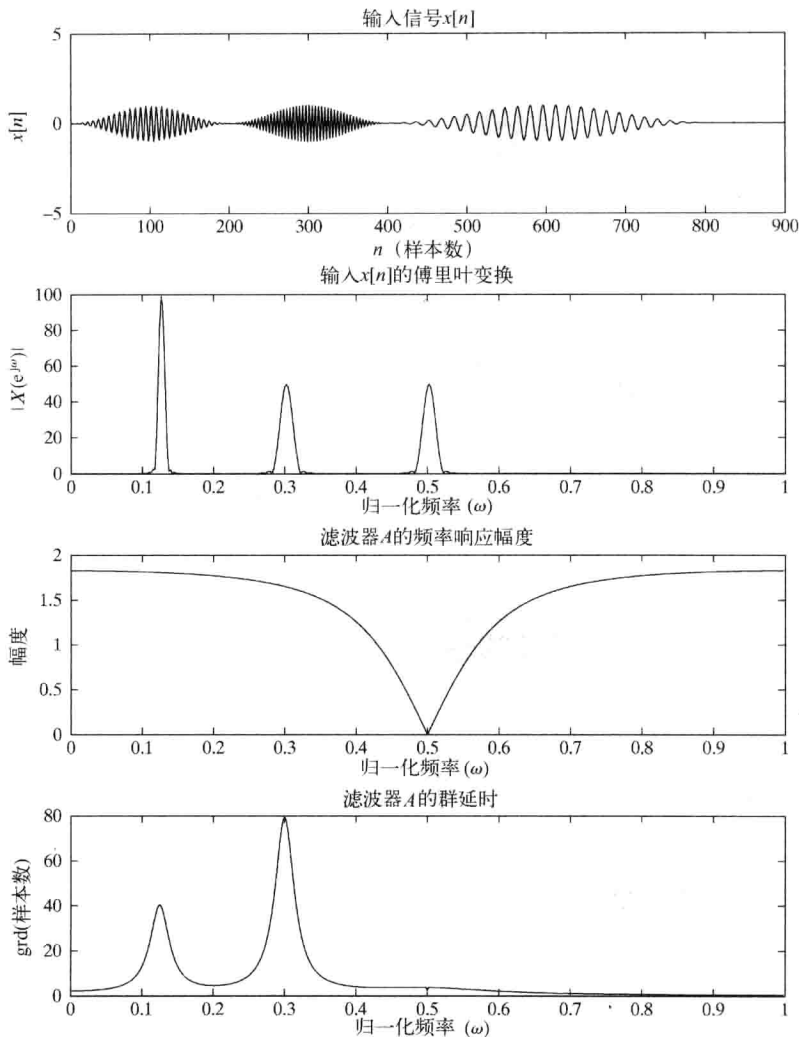 输入信号x[n]
5
0
−5
x[n]
0 100 200 300 400 500 600 700 800 900
n（样本数）
输入x[n]的傅里叶变换
100
80
60
40
20
0
|X(e^jω)|
0 0.1 0.2 0.3 0.4 0.5 0.6 0.7 0.8 0.9 1
归一化频率 (ω)
滤波器A的频率响应幅度
2
1.5
1
0.5
0
幅度
0 0.1 0.2 0.3 0.4 0.5 0.6 0.7 0.8 0.9 1
归一化频率 (ω)
滤波器A的群延时
80
60
40
20
0
grd(样本数)
0 0.1 0.2 0.3 0.4 0.5 0.6 0.7 0.8 0.9 1
归一化频率 (ω)